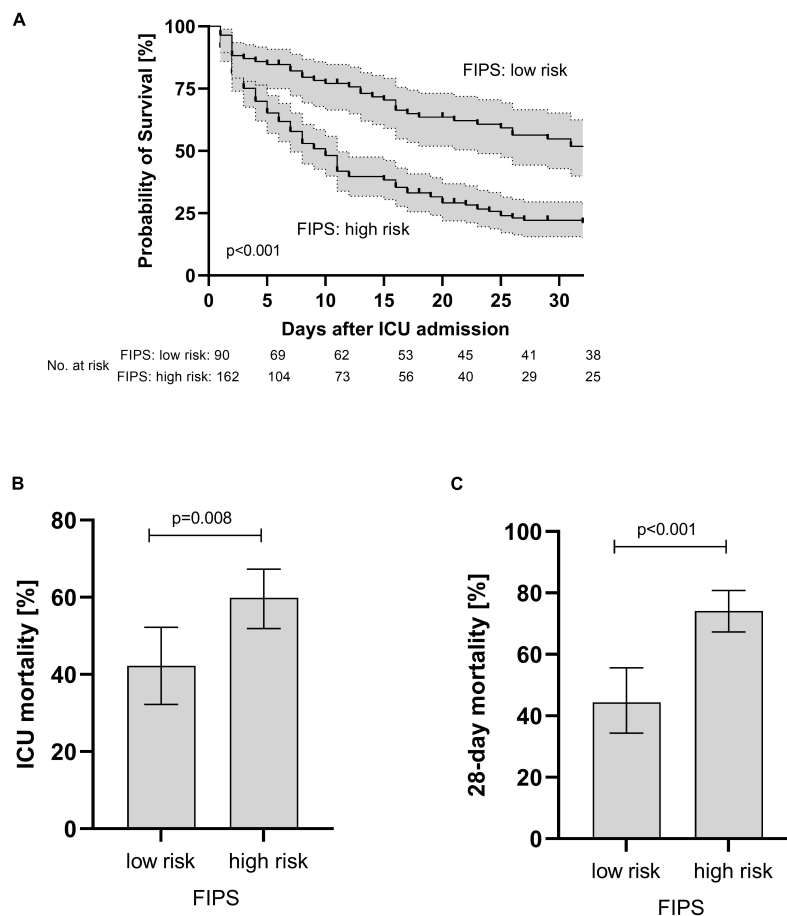 A
Probability of Survival [%]
100
75
50
25
0
FIPS: low risk
FIPS: high risk
p<0.001
0 5 10 15 20 25 30
Days after ICU admission
No. at risk
FIPS: low risk: 90 69 62 53 45 41 38
FIPS: high risk: 162 104 73 56 40 29 25
B
ICU mortality [%]
80
60
40
20
0
p=0.008
low risk high risk
FIPS
C
28-day mortality [%]
100
80
60
40
20
0
p<0.001
low risk high risk
FIPS